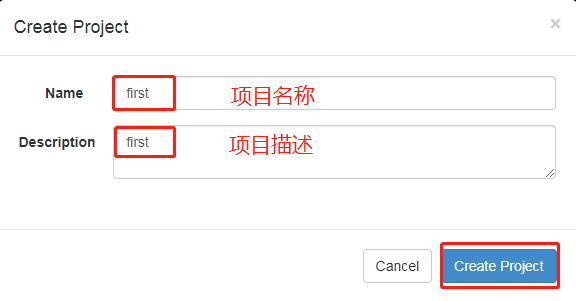 Create Project ×
Name first 项目名称
Description first 项目描述
Cancel Create Project